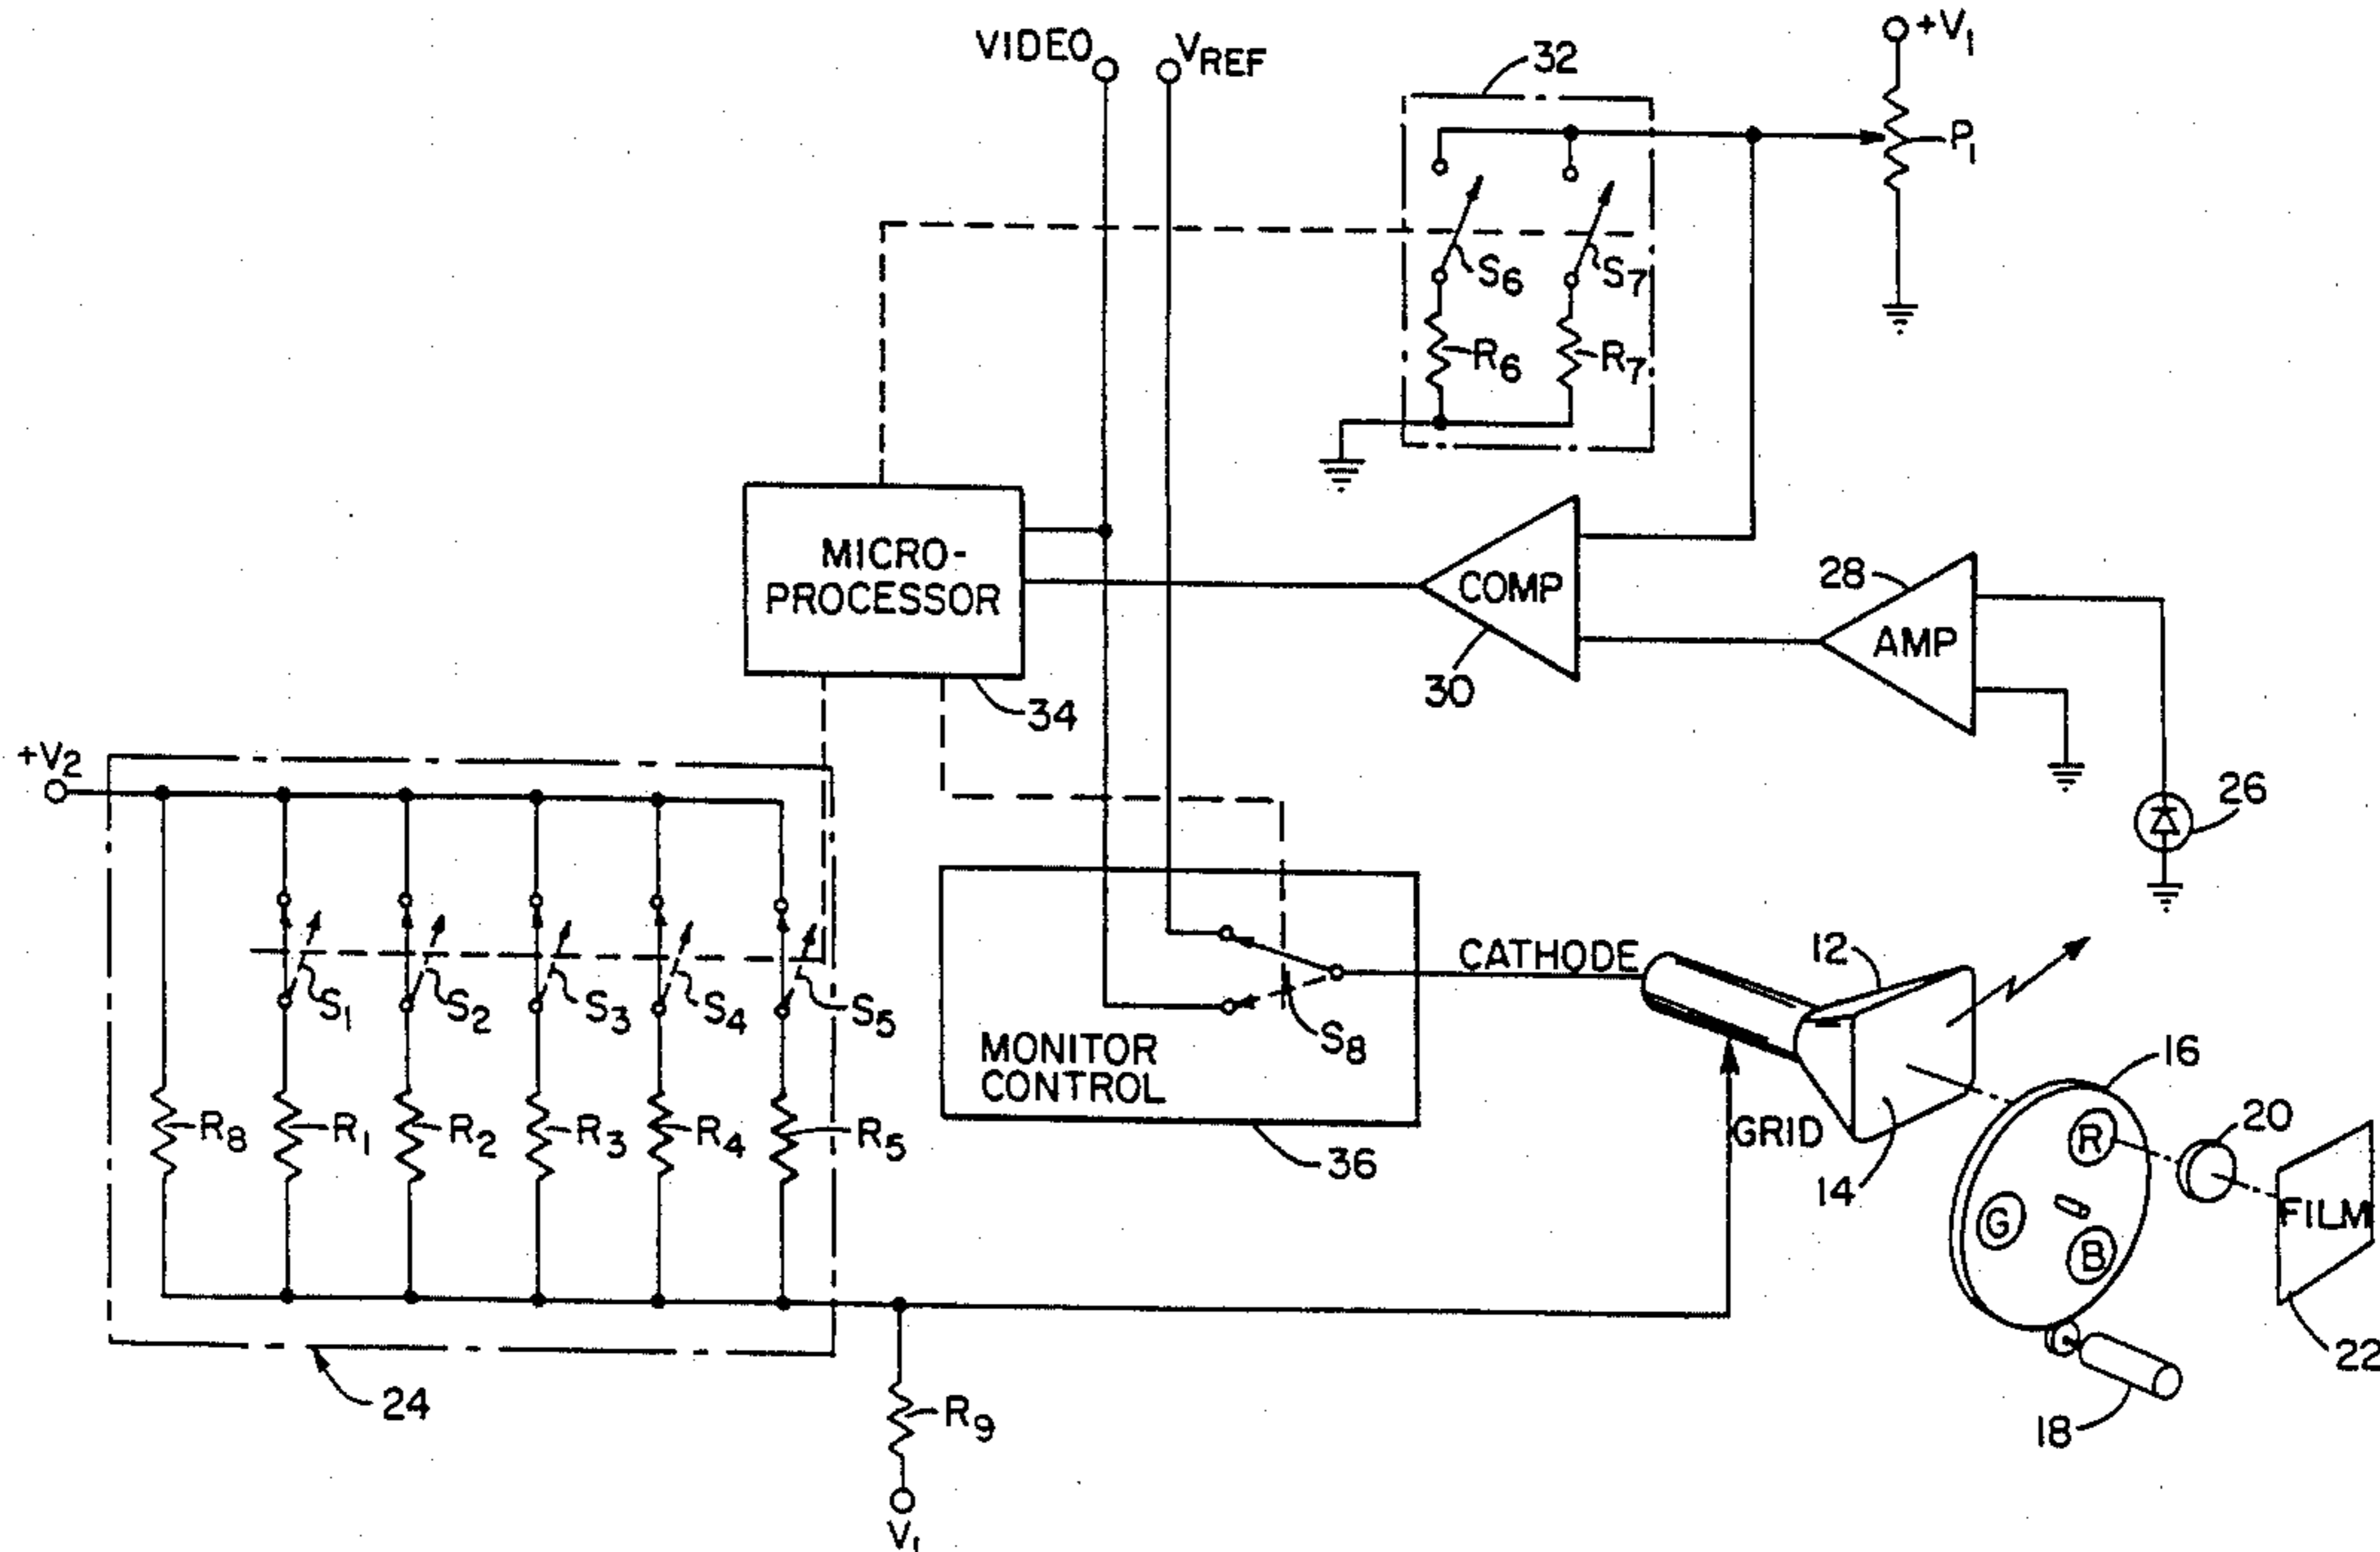 VIDEO
VREF
+V1
32
P1
S6
S7
R6
R7
MICRO-
PROCESSOR
COMP
28
AMP
30
34
+V2
26
S1
S2
S3
S4
S5
CATHODE
12
S8
MONITOR
CONTROL
16
R8
R1
R2
R3
R4
R5
GRID
R
20
14
36
G
B
FILM
22
24
R9
18
V1